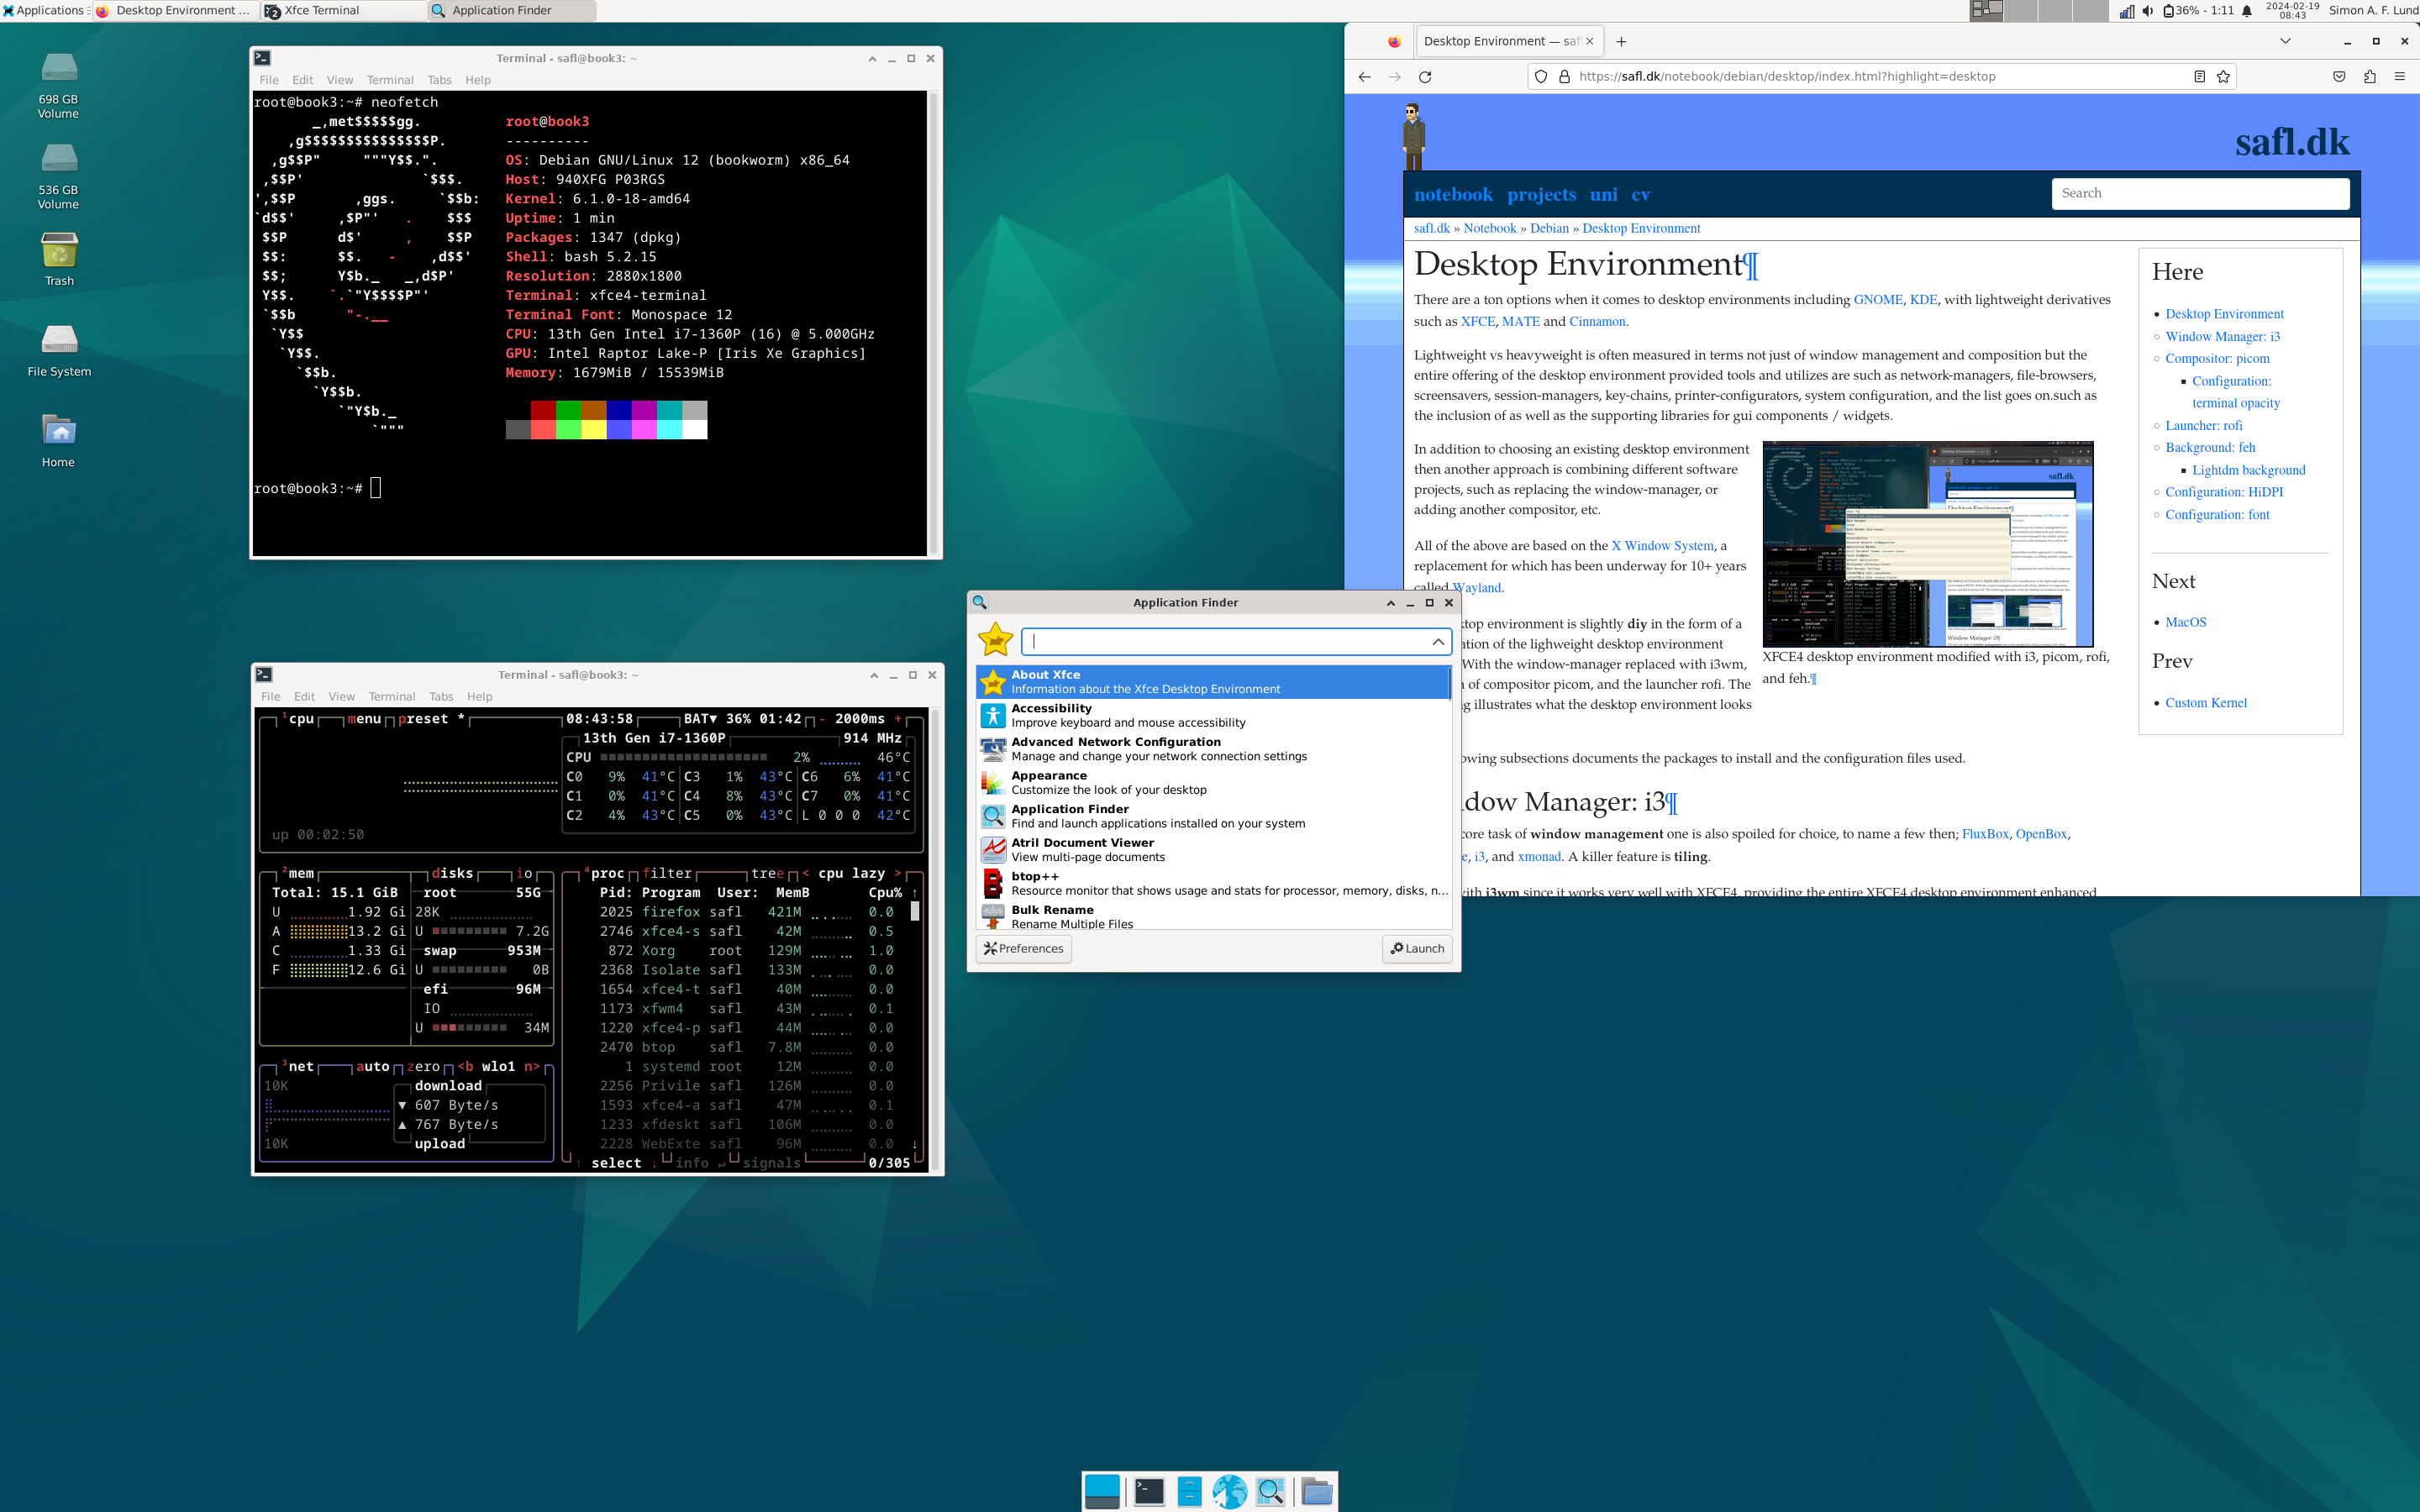 Applications
Desktop Environment ...
2 Xfce Terminal
Application Finder
36% - 1:11
2024-02-19
08:43
Simon A. F. Lund
698 GB
Volume
536 GB
Volume
Trash
File System
Home
Terminal - safl@book3: ~
File Edit View Terminal Tabs Help
root@book3:~# neofetch
_,met$$$$$gg.
,g$$$$$$$$$$$$$$$P.
,g$$P"     """Y$$.".
,$$P'              `$$$.
',$$P       ,ggs.     `$$b:
`d$$'     ,$P"'   .    $$$
$$P      d$'     ,    $$P
$$:      $$.   -    ,d$$'
$$;      Y$b._   _,d$P'
Y$$.    `.`"Y$$$$P"'
`$$b      "-.__
`Y$$
`Y$$.
`$$b.
`Y$$b.
`"Y$b._
`"""
root@book3
----------
OS: Debian GNU/Linux 12 (bookworm) x86_64
Host: 940XFG P03RGS
Kernel: 6.1.0-18-amd64
Uptime: 1 min
Packages: 1347 (dpkg)
Shell: bash 5.2.15
Resolution: 2880x1800
Terminal: xfce4-terminal
Terminal Font: Monospace 12
CPU: 13th Gen Intel i7-1360P (16) @ 5.000GHz
GPU: Intel Raptor Lake-P [Iris Xe Graphics]
Memory: 1679MiB / 15539MiB
root@book3:~#
Terminal - safl@book3: ~
File Edit View Terminal Tabs Help
¹cpu menu preset * 08:43:58 BAT▼ 36% 01:42 - 2000ms +
13th Gen i7-1360P 914 MHz
CPU 2% 46°C
C0 9% 41°C C3 1% 43°C C6 6% 41°C
C1 0% 41°C C4 8% 43°C C7 0% 41°C
C2 4% 43°C C5 0% 43°C L 0 0 0 42°C
up 00:02:50
²mem disks io
Total: 15.1 GiB root 55G
U 1.92 Gi 28K
A 13.2 Gi U 7.2G
C 1.33 Gi swap 953M
F 12.6 Gi U 0B
efi 96M
IO
U 34M
³net auto zero <b wlo1 n>
10K download
▼ 607 Byte/s
▲ 767 Byte/s
10K upload
⁴proc filter tree < cpu lazy >
Pid: Program User: MemB Cpu% ↑
2025 firefox safl 421M 0.0
2746 xfce4-s safl 42M 0.5
872 Xorg root 129M 1.0
2368 Isolate safl 133M 0.0
1654 xfce4-t safl 40M 0.0
1173 xfwm4 safl 43M 0.1
1220 xfce4-p safl 44M 0.0
2470 btop safl 7.8M 0.0
1 systemd root 12M 0.0
2256 Privile safl 126M 0.0
1593 xfce4-a safl 47M 0.1
1233 xfdeskt safl 106M 0.0
2228 WebExte safl 96M 0.0 ↓
↑ select ↓ info ↵ signals 0/305
Application Finder
About Xfce
Information about the Xfce Desktop Environment
Accessibility
Improve keyboard and mouse accessibility
Advanced Network Configuration
Manage and change your network connection settings
Appearance
Customize the look of your desktop
Application Finder
Find and launch applications installed on your system
Atril Document Viewer
View multi-page documents
btop++
Resource monitor that shows usage and stats for processor, memory, disks, n...
Bulk Rename
Rename Multiple Files
Preferences
Launch
Desktop Environment — saf
https://safl.dk/notebook/debian/desktop/index.html?highlight=desktop
safl.dk
notebook projects uni cv
Search
safl.dk » Notebook » Debian » Desktop Environment
Desktop Environment¶
There are a ton options when it comes to desktop environments including GNOME, KDE, with lightweight derivatives
such as XFCE, MATE and Cinnamon.
Lightweight vs heavyweight is often measured in terms not just of window management and composition but the
entire offering of the desktop environment provided tools and utilizes are such as network-managers, file-browsers,
screensavers, session-managers, key-chains, printer-configurators, system configuration, and the list goes on.such as
the inclusion of as well as the supporting libraries for gui components / widgets.
In addition to choosing an existing desktop environment
then another approach is combining different software
projects, such as replacing the window-manager, or
adding another compositor, etc.
All of the above are based on the X Window System, a
replacement for which has been underway for 10+ years
called Wayland.
ktop environment is slightly diy in the form of a
ation of the lighweight desktop environment
. With the window-manager replaced with i3wm,
of compositor picom, and the launcher rofi. The
g illustrates what the desktop environment looks
XFCE4 desktop environment modified with i3, picom, rofi,
and feh.¶
owing subsections documents the packages to install and the configuration files used.
dow Manager: i3¶
core task of window management one is also spoiled for choice, to name a few then; FluxBox, OpenBox,
e, i3, and xmonad. A killer feature is tiling.
with i3wm since it works very well with XFCE4, providing the entire XFCE4 desktop environment enhanced
Here
Desktop Environment
Window Manager: i3
Compositor: picom
Configuration:
terminal opacity
Launcher: rofi
Background: feh
Lightdm background
Configuration: HiDPI
Configuration: font
Next
MacOS
Prev
Custom Kernel